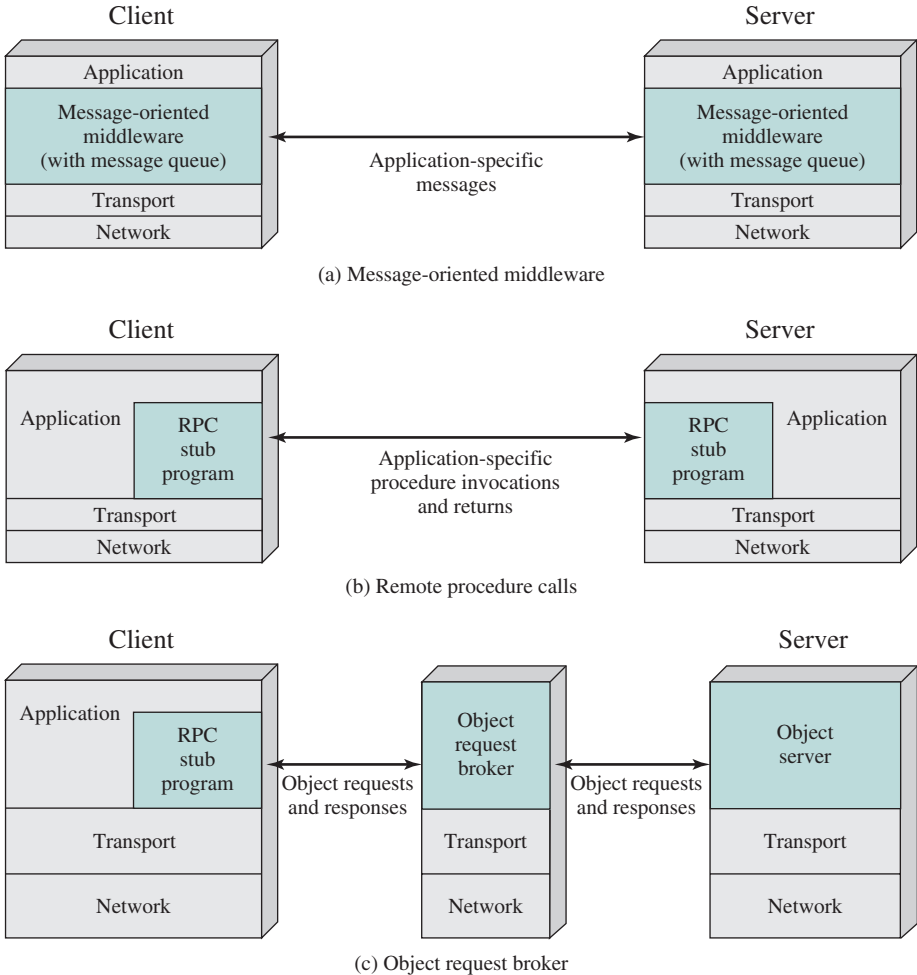 Client
Server
Application
Message-oriented
middleware
(with message queue)
Transport
Network
Application-specific
messages
Application
Message-oriented
middleware
(with message queue)
Transport
Network
(a) Message-oriented middleware
Client
Server
Application
RPC
stub
program
Transport
Network
Application-specific
procedure invocations
and returns
RPC
stub
program
Application
Transport
Network
(b) Remote procedure calls
Client
Server
Application
RPC
stub
program
Transport
Network
Object requests
and responses
Object
request
broker
Transport
Network
Object requests
and responses
Object
server
Transport
Network
(c) Object request broker